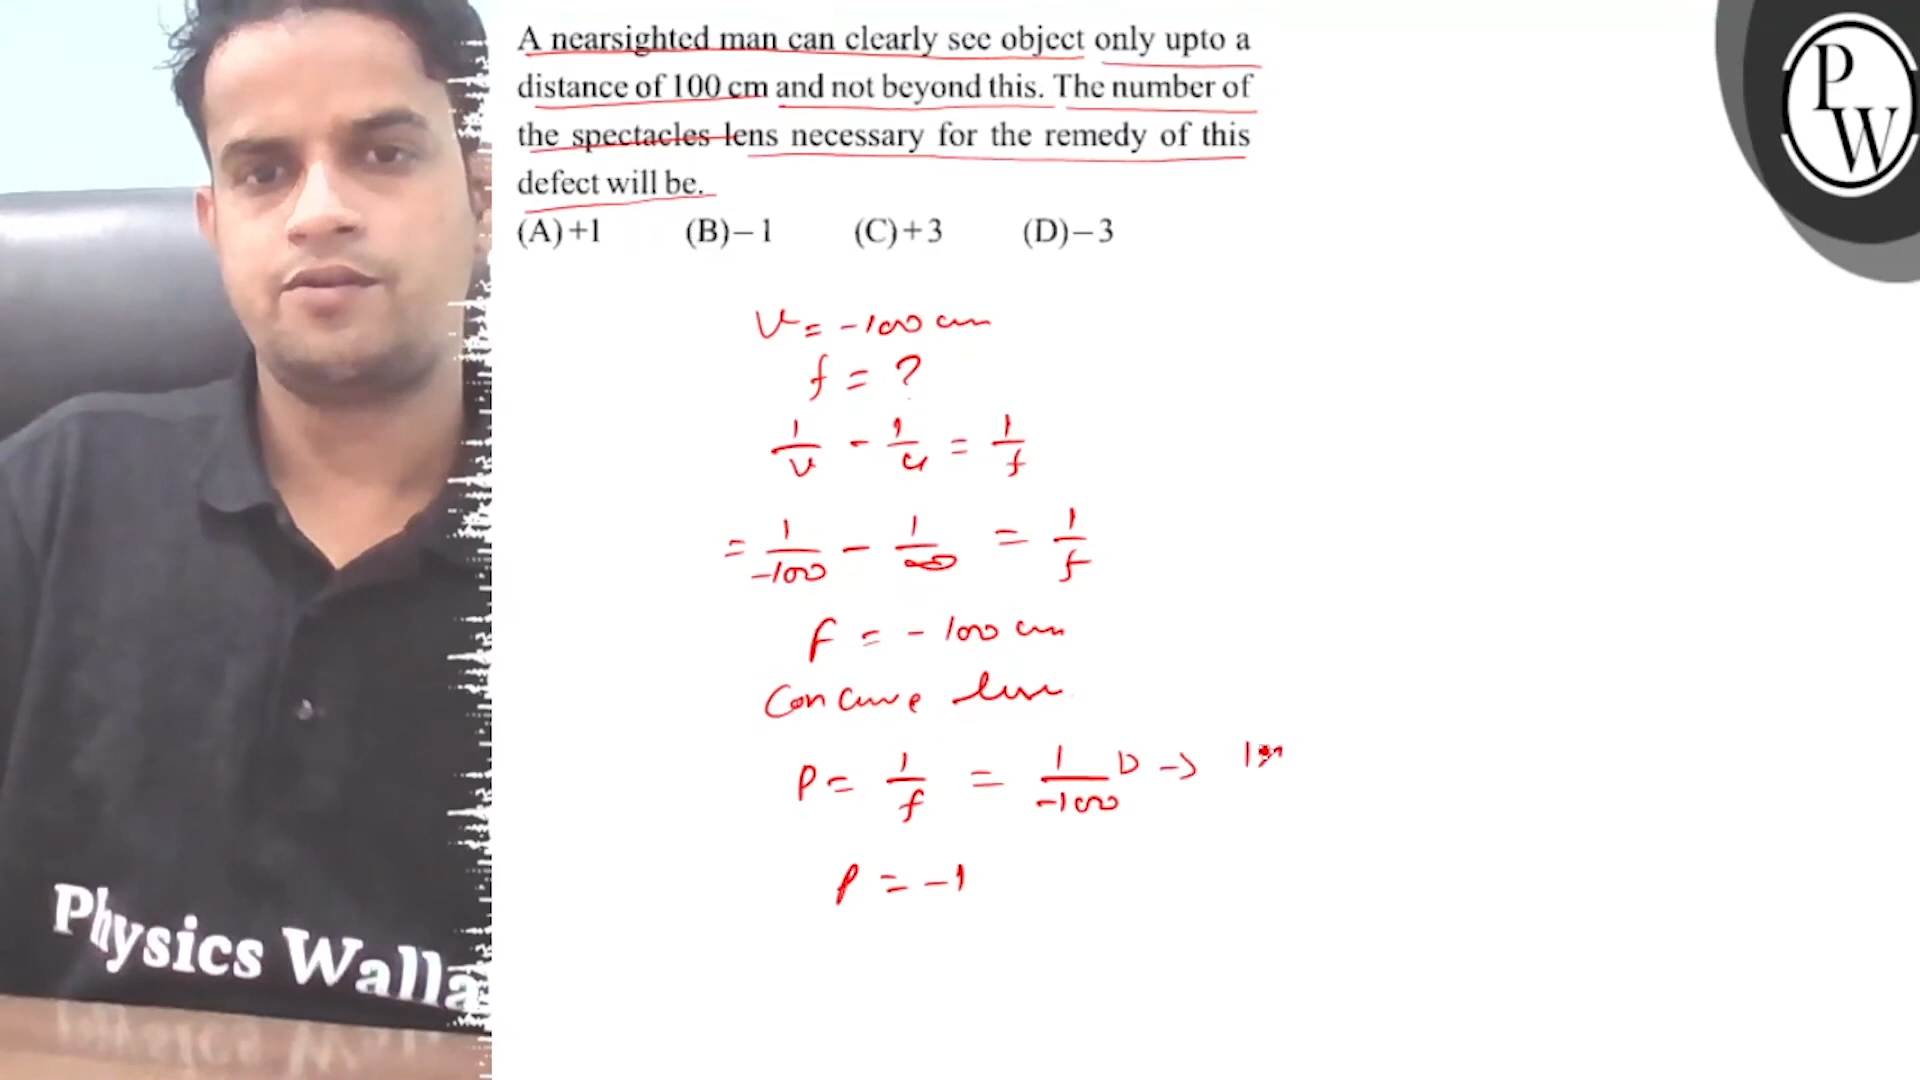 A nearsighted man can clearly see object only upto a
distance of 100 cm and not beyond this. The number of
the spectacles lens necessary for the remedy of this
defect will be.
(A)+1 (B)–1 (C)+3 (D)–3
v = -100 cm
f = ?
1/v - 1/u = 1/f
= 1/-100 - 1/∞ = 1/f
f = -100 cm
Concave lens
P = 1/f = 1/-100 D →
P = -1
PW
Physics Walla